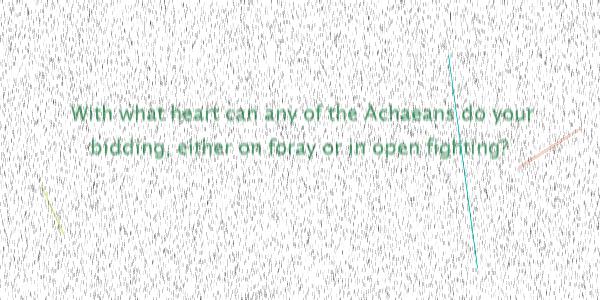 With what heart can any of the Achaeans do your
bidding, either on foray or in open fighting?